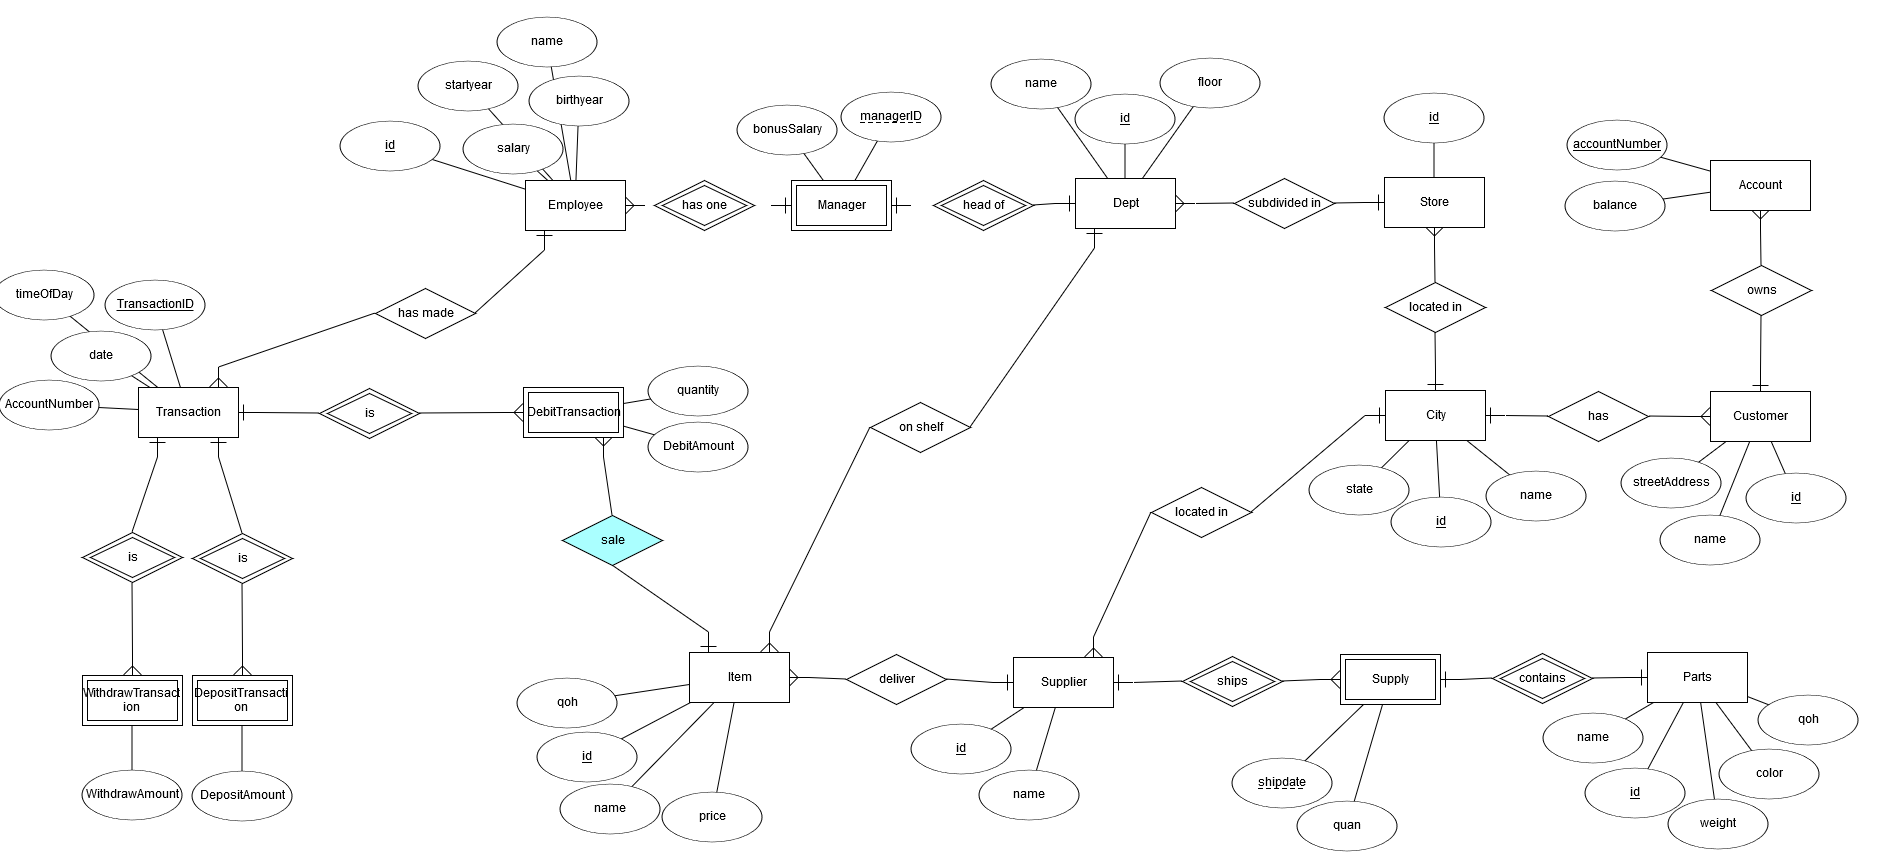 name
startyear
birthyear
id
salary
Employee
has one
bonusSalary
managerID
Manager
head of
name
id
floor
Dept
subdivided in
id
Store
accountNumber
balance
Account
owns
located in
timeOfDay
TransactionID
date
AccountNumber
Transaction
has made
is
DebitTransaction
quantity
DebitAmount
on shelf
City
has
Customer
state
id
name
streetAddress
id
name
located in
is
is
sale
WithdrawTransact
ion
DepositTransacti
on
WithdrawAmount
DepositAmount
Item
deliver
Supplier
ships
Supply
contains
Parts
qoh
id
name
price
id
name
shipdate
quan
name
id
weight
color
qoh